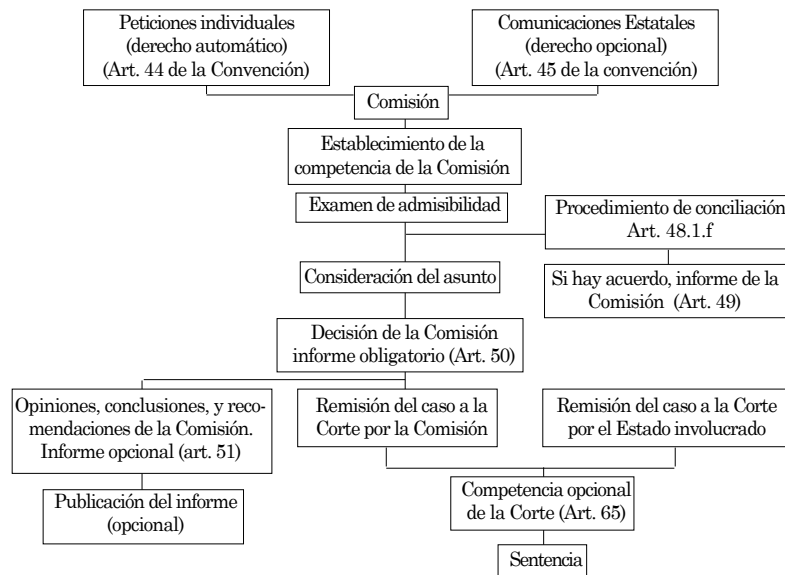 Peticiones individuales
(derecho automático)
(Art. 44 de la Convención)
Comunicaciones Estatales
(derecho opcional)
(Art. 45 de la convención)
Comisión
Establecimiento de la
competencia de la Comisión
Examen de admisibilidad
Procedimiento de conciliación
Art. 48.1.f
Consideración del asunto
Si hay acuerdo, informe de la
Comisión (Art. 49)
Decisión de la Comisión
informe obligatorio (Art. 50)
Opiniones, conclusiones, y reco-
mendaciones de la Comisión.
Informe opcional (art. 51)
Remisión del caso a la
Corte por la Comisión
Remisión del caso a la Corte
por el Estado involucrado
Publicación del informe
(opcional)
Competencia opcional
de la Corte (Art. 65)
Sentencia